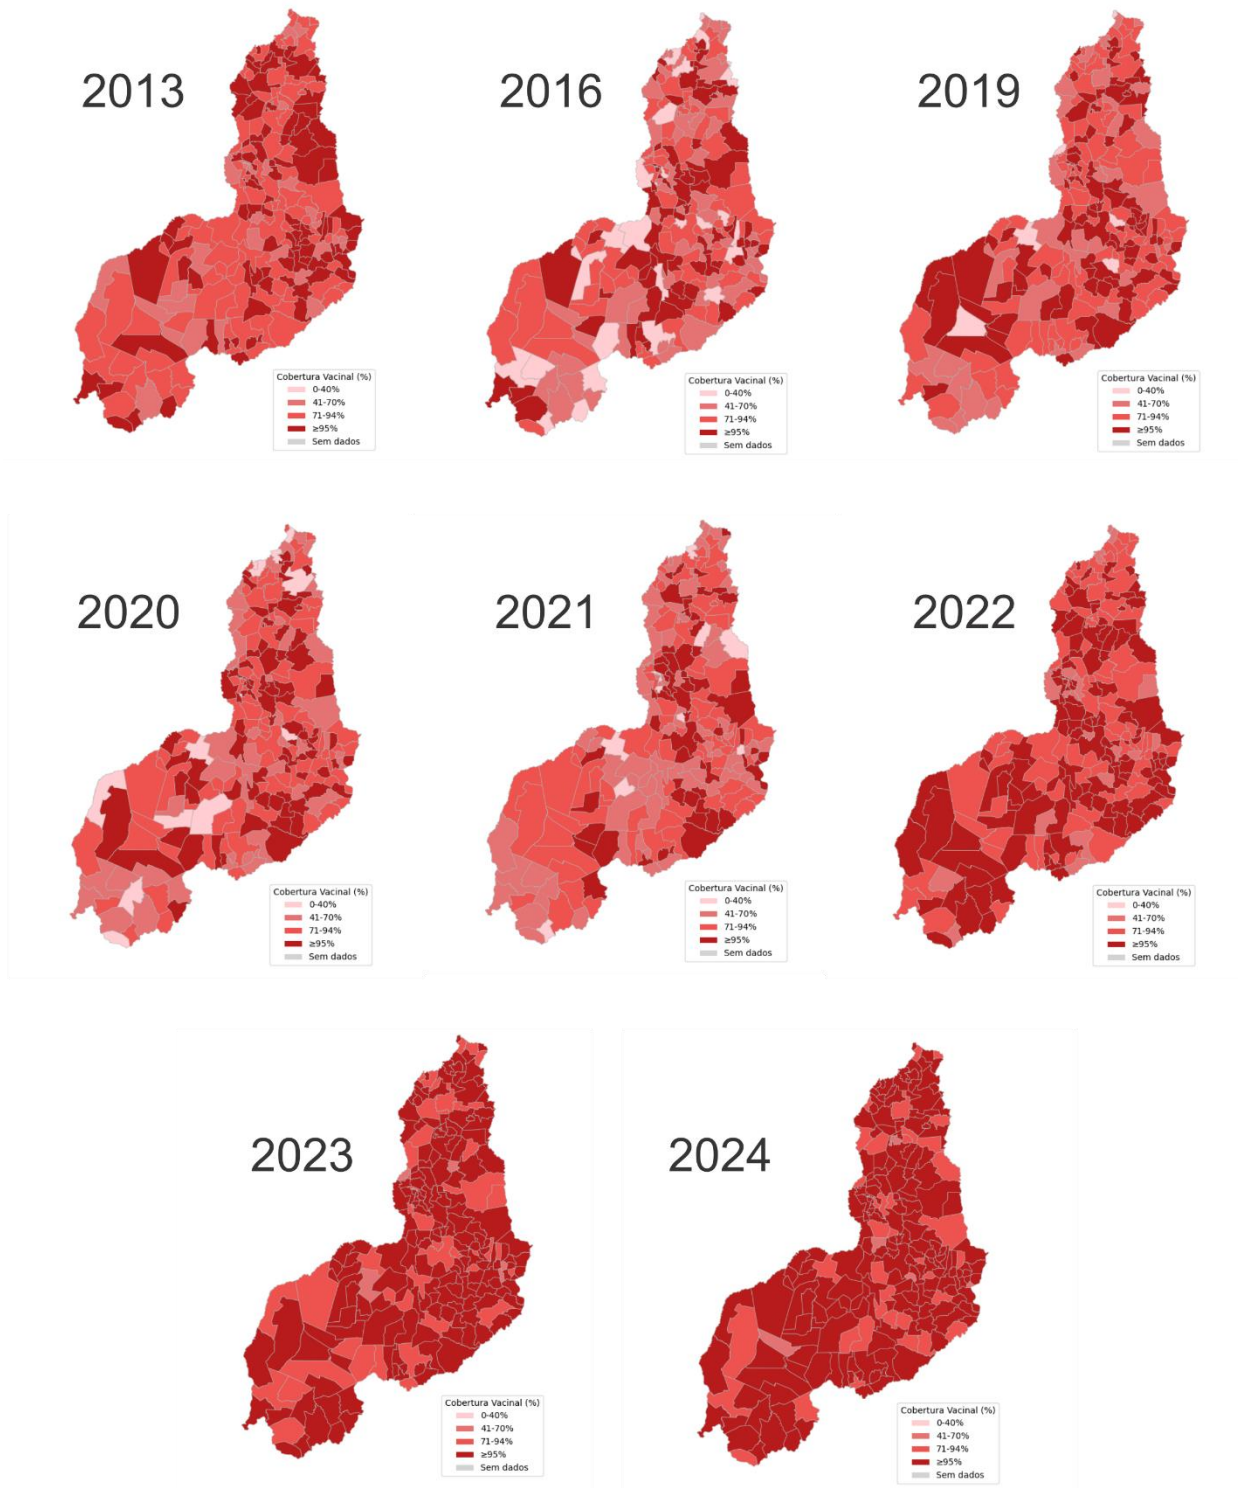 2013
Cobertura Vacinal (%)
0-40%
41-70%
71-94%
≥95%
Sem dados
2016
Cobertura Vacinal (%)
0-40%
41-70%
71-94%
≥95%
Sem dados
2019
Cobertura Vacinal (%)
0-40%
41-70%
71-94%
≥95%
Sem dados
2020
Cobertura Vacinal (%)
0-40%
41-70%
71-94%
≥95%
Sem dados
2021
Cobertura Vacinal (%)
0-40%
41-70%
71-94%
≥95%
Sem dados
2022
Cobertura Vacinal (%)
0-40%
41-70%
71-94%
≥95%
Sem dados
2023
Cobertura Vacinal (%)
0-40%
41-70%
71-94%
≥95%
Sem dados
2024
Cobertura Vacinal (%)
0-40%
41-70%
71-94%
≥95%
Sem dados